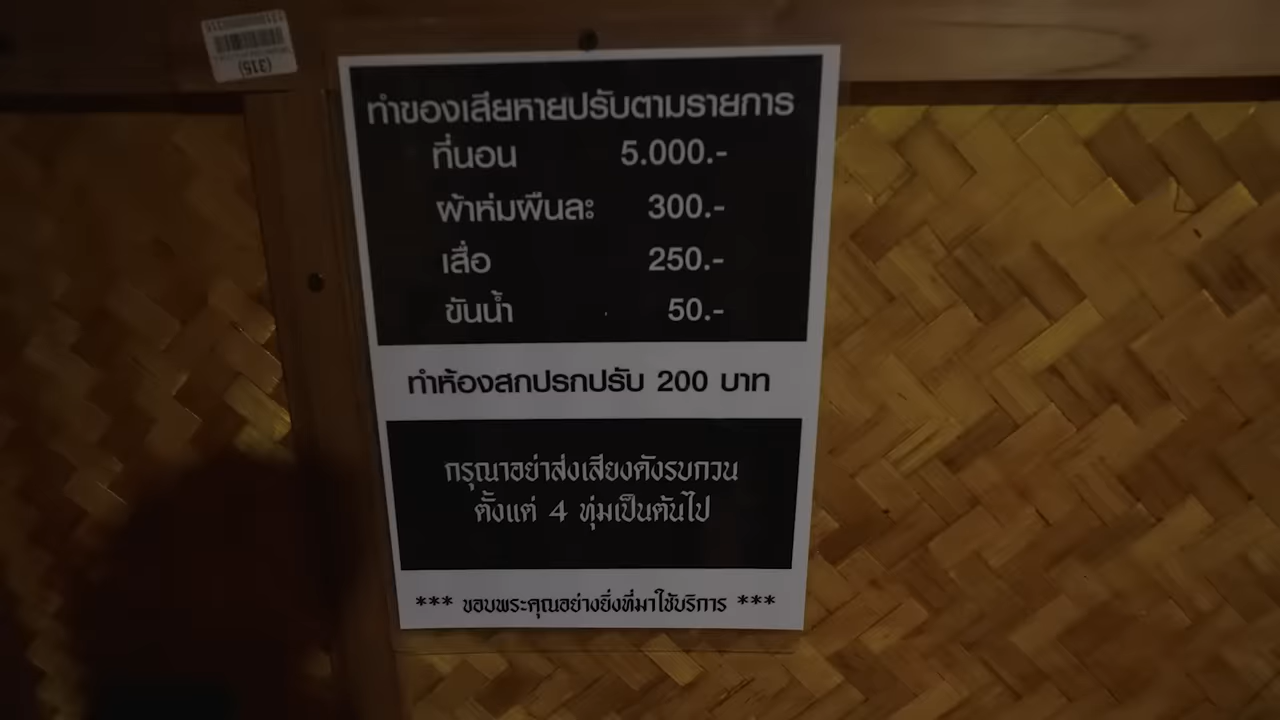 (315)
ทำของเสียหายปรับตามรายการ
ที่นอน 5.000.-
ผ้าห่มผืนละ 300.-
เสื่อ 250.-
ขันน้ำ 50.-
ทำห้องสกปรกปรับ 200 บาท
กรุณาอย่าส่งเสียงดังรบกวน
ตั้งแต่ 4 ทุ่มเป็นต้นไป
*** ขอบพระคุณอย่างยิ่งที่มาใช้บริการ ***